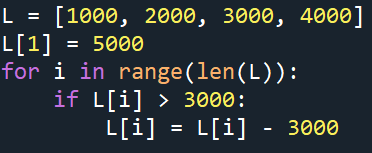 L = [1000, 2000, 3000, 4000]
L[1] = 5000
for i in range(len(L)):
    if L[i] > 3000:
        L[i] = L[i] - 3000